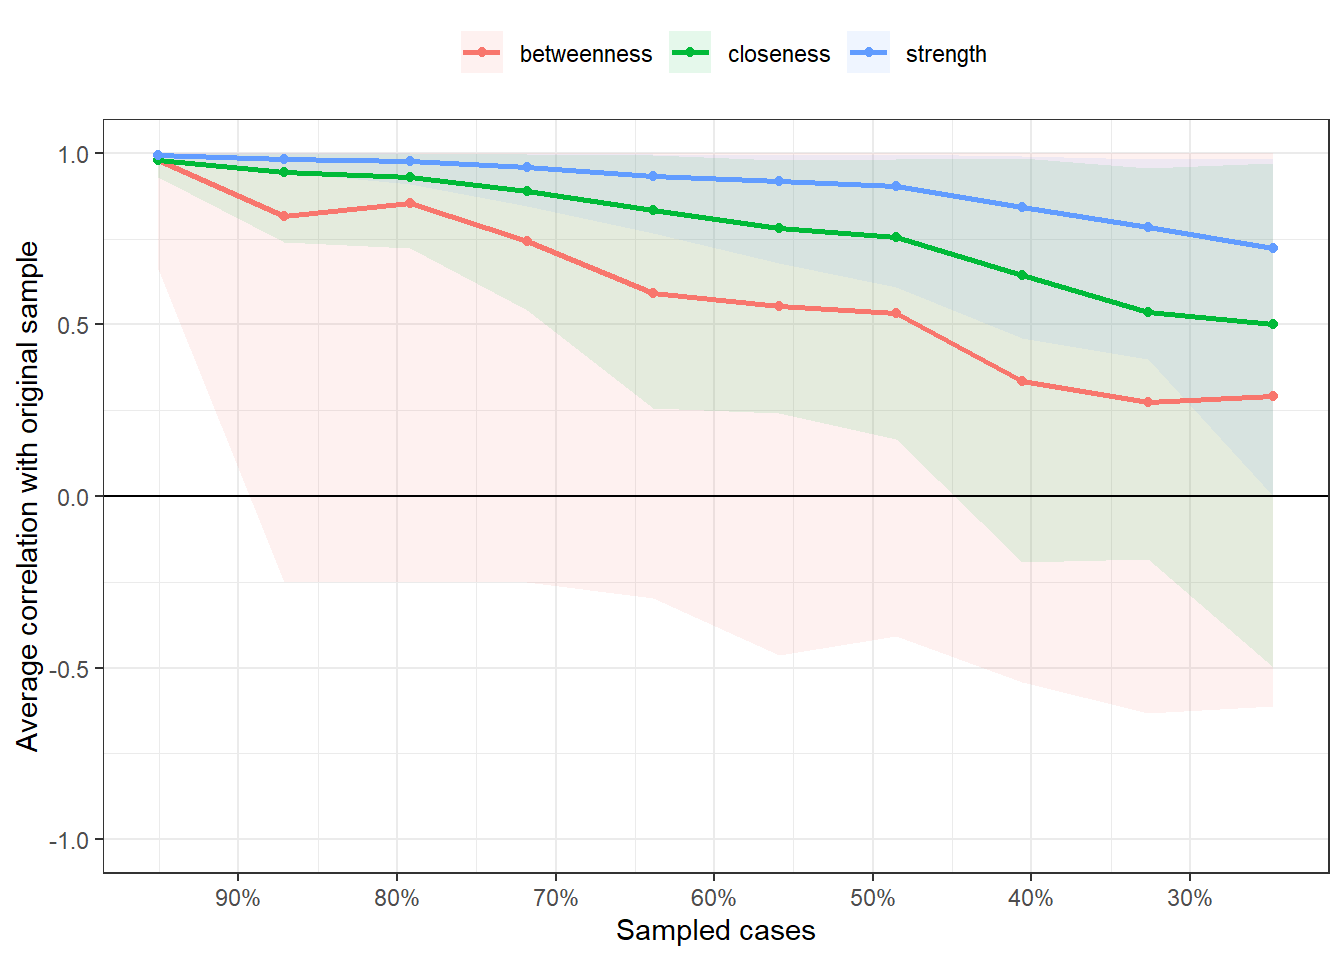 betweenness closeness strength
Average correlation with original sample
1.0
0.5
0.0
-0.5
-1.0
90% 80% 70% 60% 50% 40% 30%
Sampled cases